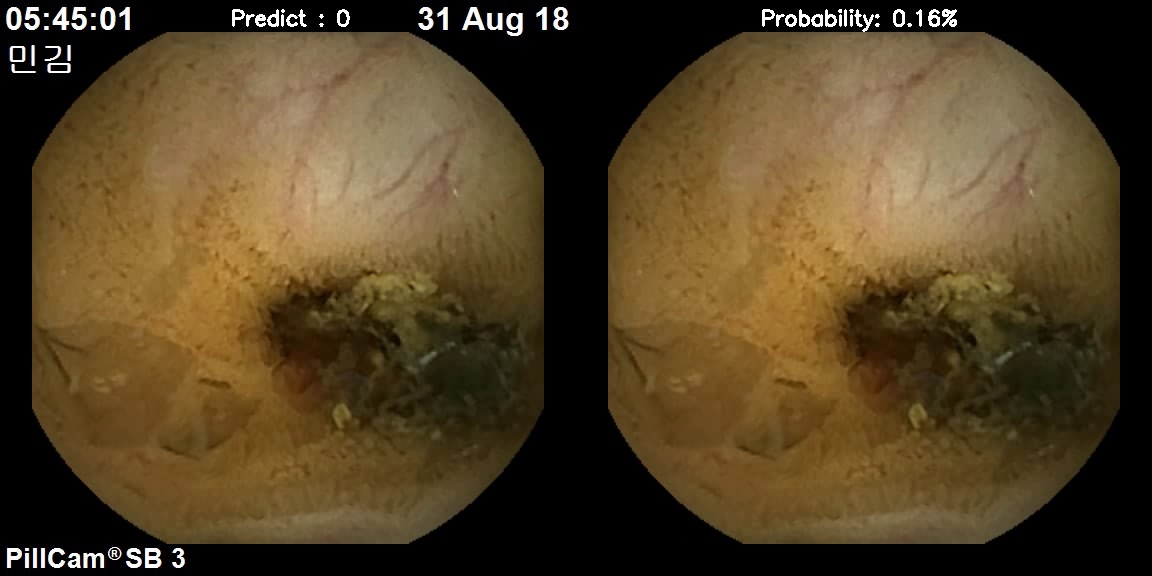 05:45:01 Predict : 0 31 Aug 18 Probability: 0.16%
민김
PillCam® SB 3